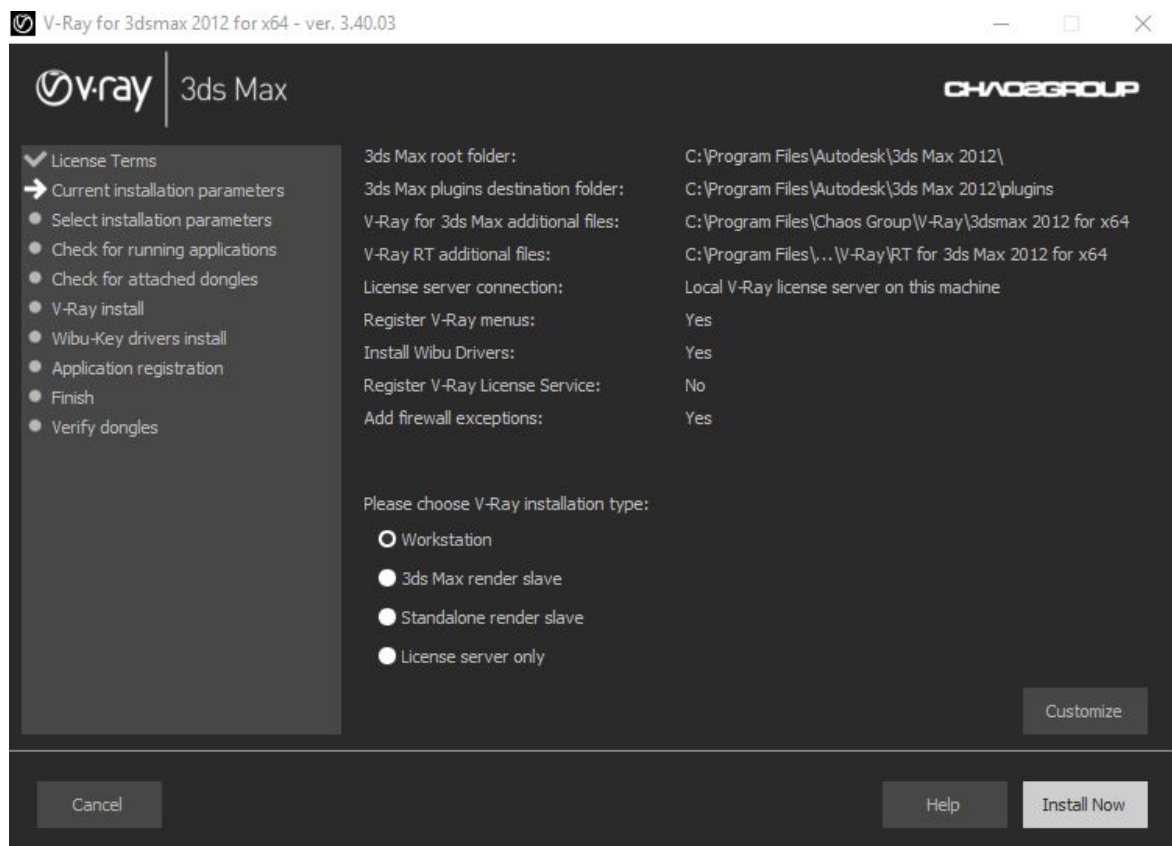 V-Ray for 3dsmax 2012 for x64 - ver. 3.40.03
v·ray 3ds Max
CHAOSGROUP
License Terms
Current installation parameters
Select installation parameters
Check for running applications
Check for attached dongles
V-Ray install
Wibu-Key drivers install
Application registration
Finish
Verify dongles
3ds Max root folder: C:\Program Files\Autodesk\3ds Max 2012\
3ds Max plugins destination folder: C:\Program Files\Autodesk\3ds Max 2012\plugins
V-Ray for 3ds Max additional files: C:\Program Files\Chaos Group\V-Ray\3dsmax 2012 for x64
V-Ray RT additional files: C:\Program Files\...\V-Ray\RT for 3ds Max 2012 for x64
License server connection: Local V-Ray license server on this machine
Register V-Ray menus: Yes
Install Wibu Drivers: Yes
Register V-Ray License Service: No
Add firewall exceptions: Yes
Please choose V-Ray installation type:
Workstation
3ds Max render slave
Standalone render slave
License server only
Customize
Cancel
Help
Install Now